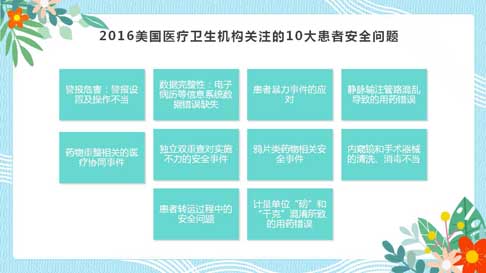 2016美国医疗卫生机构关注的10大患者安全问题
警报危害：警报设
置及操作不当
数据完整性：电子
病历等信息系统数
据错误缺失
患者暴力事件的应
对
静脉输注管路混乱
导致的用药错误
药物重整相关的医
疗协同事件
独立双重查对实施
不力的安全事件
鸦片类药物相关安
全事件
内窥镜和手术器械
的清洗、消毒不当
患者转运过程中的
安全问题
计量单位“磅”和
“千克”混淆所致
的用药错误